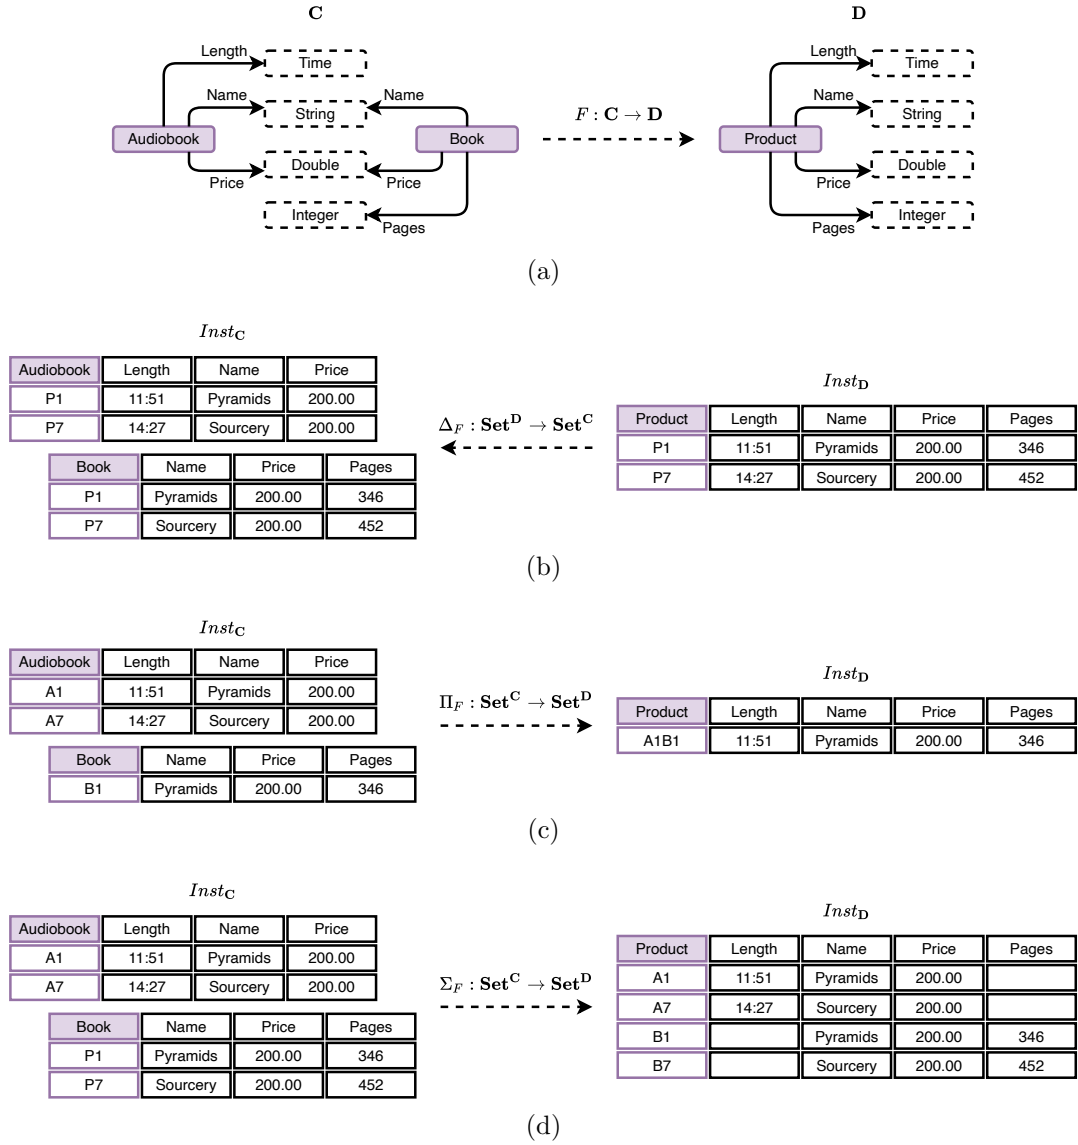 C D
Length Time Length Time
Name String Name Name String
Audiobook Book F : C → D Product
Price Double Price Price Double
Integer Pages Pages Integer
(a)
Inst_C
Audiobook Length Name Price
P1 11:51 Pyramids 200.00
P7 14:27 Sourcery 200.00
Book Name Price Pages
P1 Pyramids 200.00 346
P7 Sourcery 200.00 452
Δ_F : Set^D → Set^C
Inst_D
Product Length Name Price Pages
P1 11:51 Pyramids 200.00 346
P7 14:27 Sourcery 200.00 452
(b)
Inst_C
Audiobook Length Name Price
A1 11:51 Pyramids 200.00
A7 14:27 Sourcery 200.00
Book Name Price Pages
B1 Pyramids 200.00 346
Π_F : Set^C → Set^D
Inst_D
Product Length Name Price Pages
A1B1 11:51 Pyramids 200.00 346
(c)
Inst_C
Audiobook Length Name Price
A1 11:51 Pyramids 200.00
A7 14:27 Sourcery 200.00
Book Name Price Pages
P1 Pyramids 200.00 346
P7 Sourcery 200.00 452
Σ_F : Set^C → Set^D
Inst_D
Product Length Name Price Pages
A1 11:51 Pyramids 200.00
A7 14:27 Sourcery 200.00
B1 Pyramids 200.00 346
B7 Sourcery 200.00 452
(d)